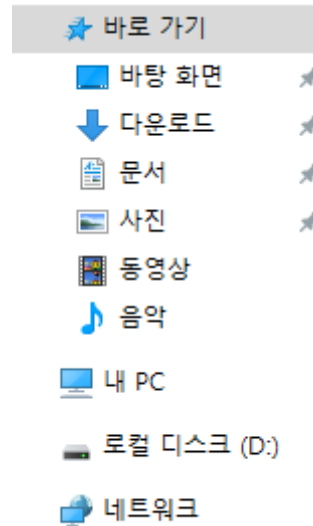 바로 가기
바탕 화면
다운로드
문서
사진
동영상
음악
내 PC
로컬 디스크 (D:)
네트워크